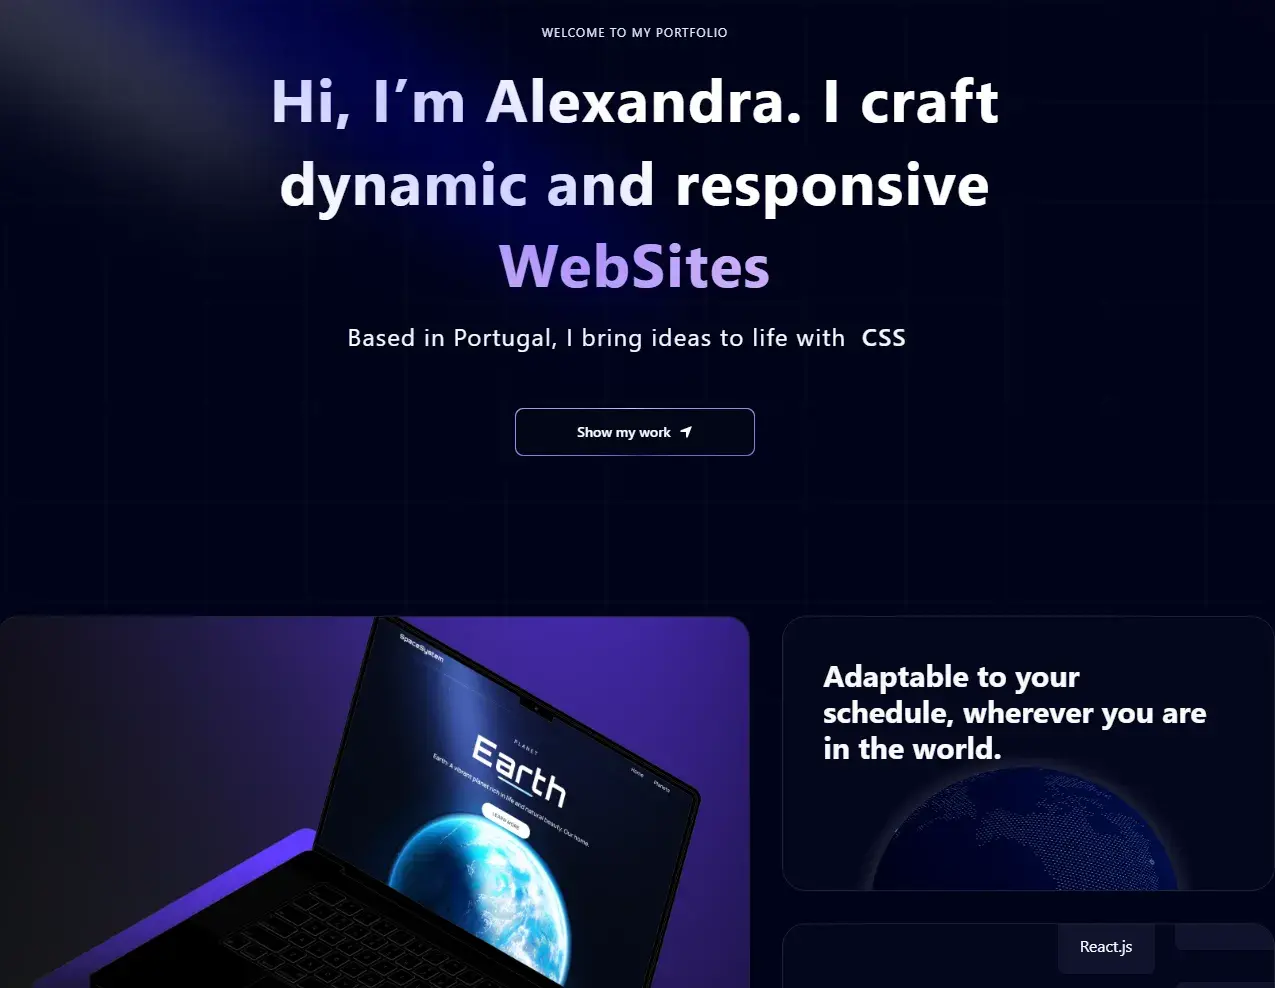 WELCOME TO MY PORTFOLIO
Hi, I’m Alexandra. I craft
dynamic and responsive
WebSites
Based in Portugal, I bring ideas to life with CSS
Show my work
SpaceSystem
Home
Planets
PLANET
Earth
Earth: A vibrant planet rich in life and natural beauty. Our home.
LEARN MORE
Adaptable to your
schedule, wherever you are
in the world.
React.js